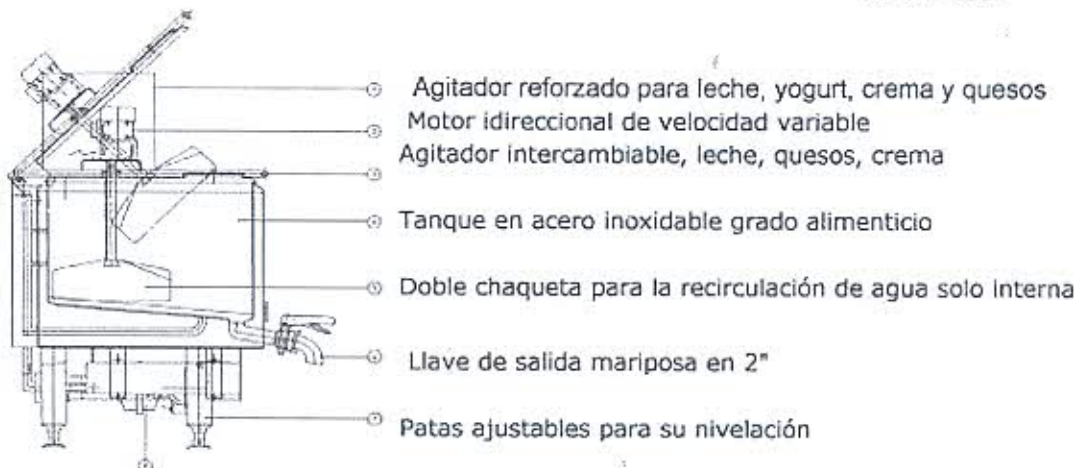 Agitador reforzado para leche, yogurt, crema y quesos
Motor idireccional de velocidad variable
Agitador intercambiable, leche, quesos, crema
Tanque en acero inoxidable grado alimenticio
Doble chaqueta para la recirculación de agua solo interna
Llave de salida mariposa en 2"
Patas ajustables para su nivelación